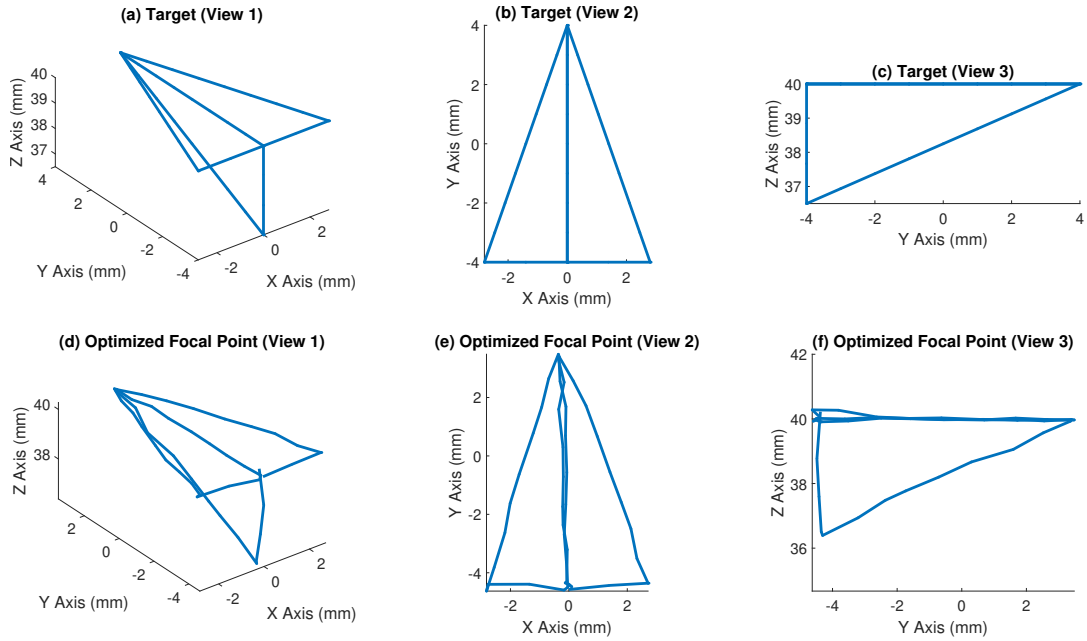 (a) Target (View 1)
40
39
38
37
Z Axis (mm)
4
2
0
-2
-4
Y Axis (mm)
-2
0
2
X Axis (mm)
(b) Target (View 2)
4
2
0
-2
-4
Y Axis (mm)
-2
0
2
X Axis (mm)
(c) Target (View 3)
40
39
38
37
Z Axis (mm)
-4
-2
0
2
4
Y Axis (mm)
(d) Optimized Focal Point (View 1)
40
38
Z Axis (mm)
2
0
-2
-4
Y Axis (mm)
-2
0
2
X Axis (mm)
(e) Optimized Focal Point (View 2)
2
0
-2
-4
Y Axis (mm)
-2
0
2
X Axis (mm)
(f) Optimized Focal Point (View 3)
42
40
38
36
Z Axis (mm)
-4
-2
0
2
Y Axis (mm)